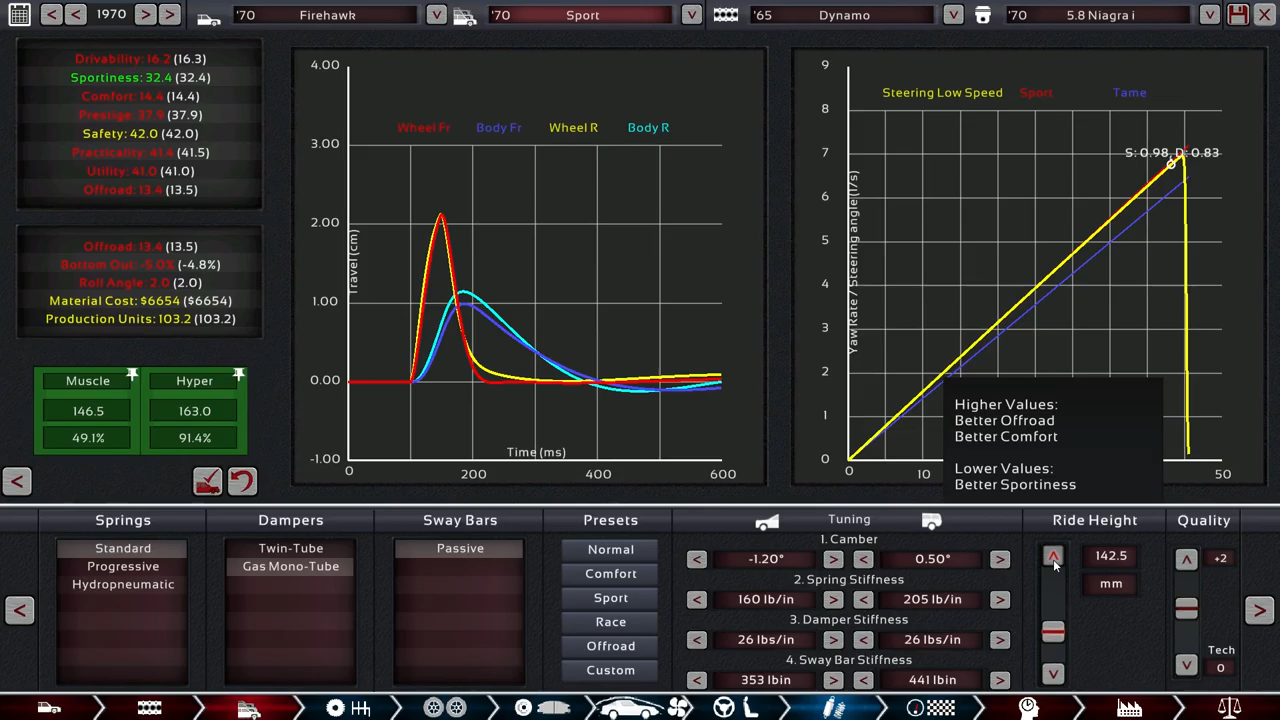 1970
'70 Firehawk
'70 Sport
'65 Dynamo
'70 5.8 Niagra i
Drivability: 16.2 (16.3)
Sportiness: 32.4 (32.4)
Comfort: 14.4 (14.4)
Prestige: 37.9 (37.9)
Safety: 42.0 (42.0)
Practicality: 41.4 (41.5)
Utility: 41.0 (41.0)
Offroad: 13.4 (13.5)
Offroad: 13.4 (13.5)
Bottom Out: -5.0% (-4.8%)
Roll Angle: 2.0 (2.0)
Material Cost: $6654 ($6654)
Production Units: 103.2 (103.2)
Muscle Hyper
146.5 163.0
49.1% 91.4%
4.00
3.00
2.00
1.00
0.00
-1.00
Travel (cm)
Wheel Fr Body Fr Wheel R Body R
Time (ms)
0 200 400 600
9
8
7
6
5
4
3
2
1
0
Yaw Rate / Steering angle (1/s)
Steering Low Speed Sport Tame
S: 0.98, D: 0.83
0 10 50
Higher Values:
Better Offroad
Better Comfort
Lower Values:
Better Sportiness
Springs
Standard
Progressive
Hydropneumatic
Dampers
Twin-Tube
Gas Mono-Tube
Sway Bars
Passive
Presets
Normal
Comfort
Sport
Race
Offroad
Custom
Tuning
1. Camber
-1.20° 0.50°
2. Spring Stiffness
160 lb/in 205 lb/in
3. Damper Stiffness
26 lbs/in 26 lbs/in
4. Sway Bar Stiffness
353 lbin 441 lbin
Ride Height
142.5
mm
Quality
+2
Tech
0